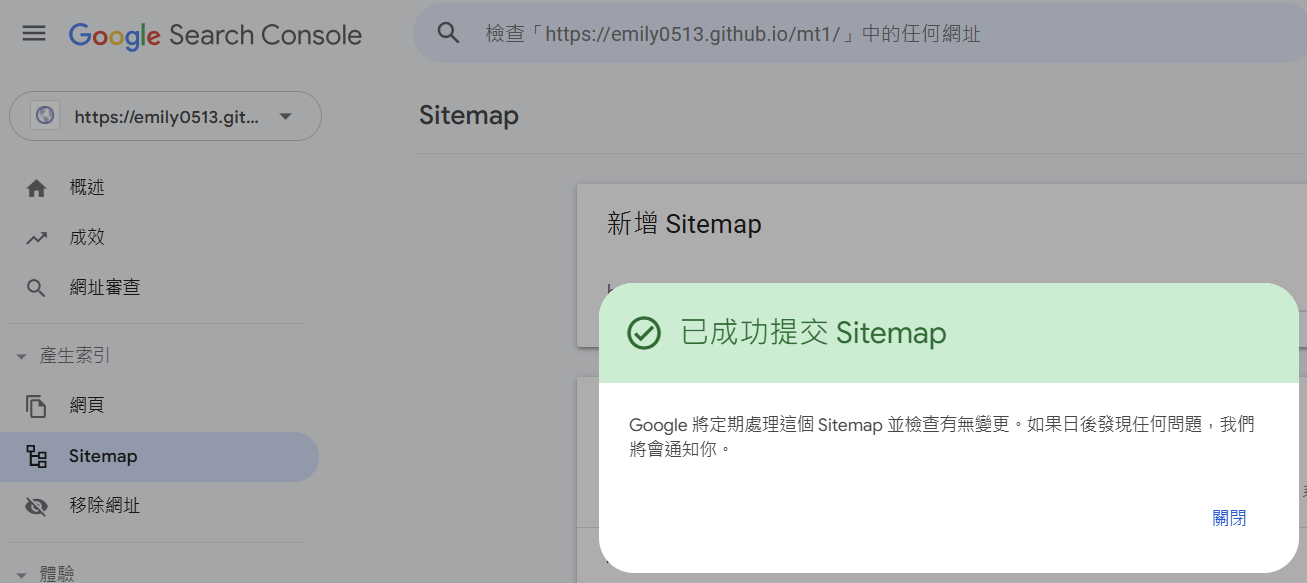 Google Search Console
檢查「https://emily0513.github.io/mt1/」中的任何網址
https://emily0513.git...
Sitemap
概述
成效
網址審查
產生索引
網頁
Sitemap
移除網址
體驗
新增 Sitemap
已成功提交 Sitemap
Google 將定期處理這個 Sitemap 並檢查有無變更。如果日後發現任何問題，我們
將會通知你。
關閉